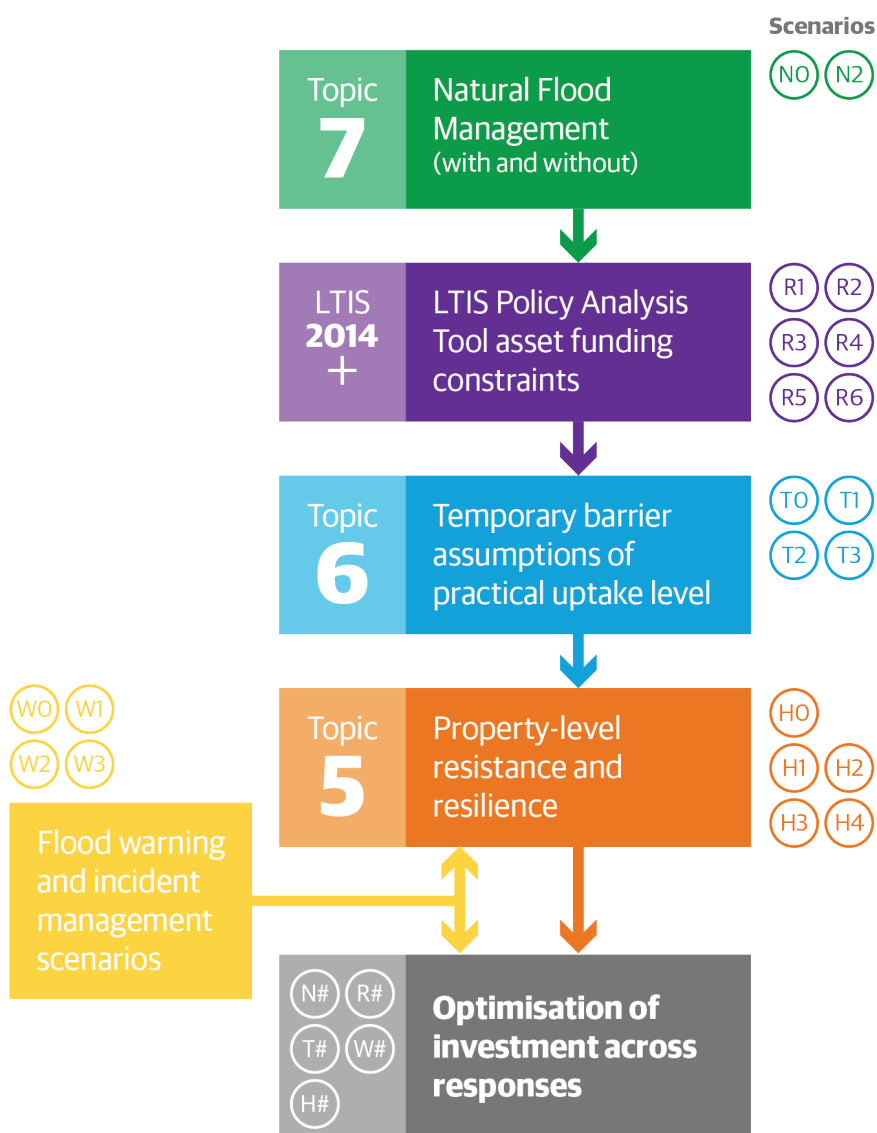 Scenarios
Topic
7
Natural Flood
Management
(with and without)
N0 N2
LTIS
2014
+
LTIS Policy Analysis
Tool asset funding
constraints
R1 R2
R3 R4
R5 R6
Topic
6
Temporary barrier
assumptions of
practical uptake level
T0 T1
T2 T3
W0 W1
W2 W3
Flood warning
and incident
management
scenarios
Topic
5
Property-level
resistance and
resilience
H0
H1 H2
H3 H4
N# R#
T# W#
H#
Optimisation of
investment across
responses